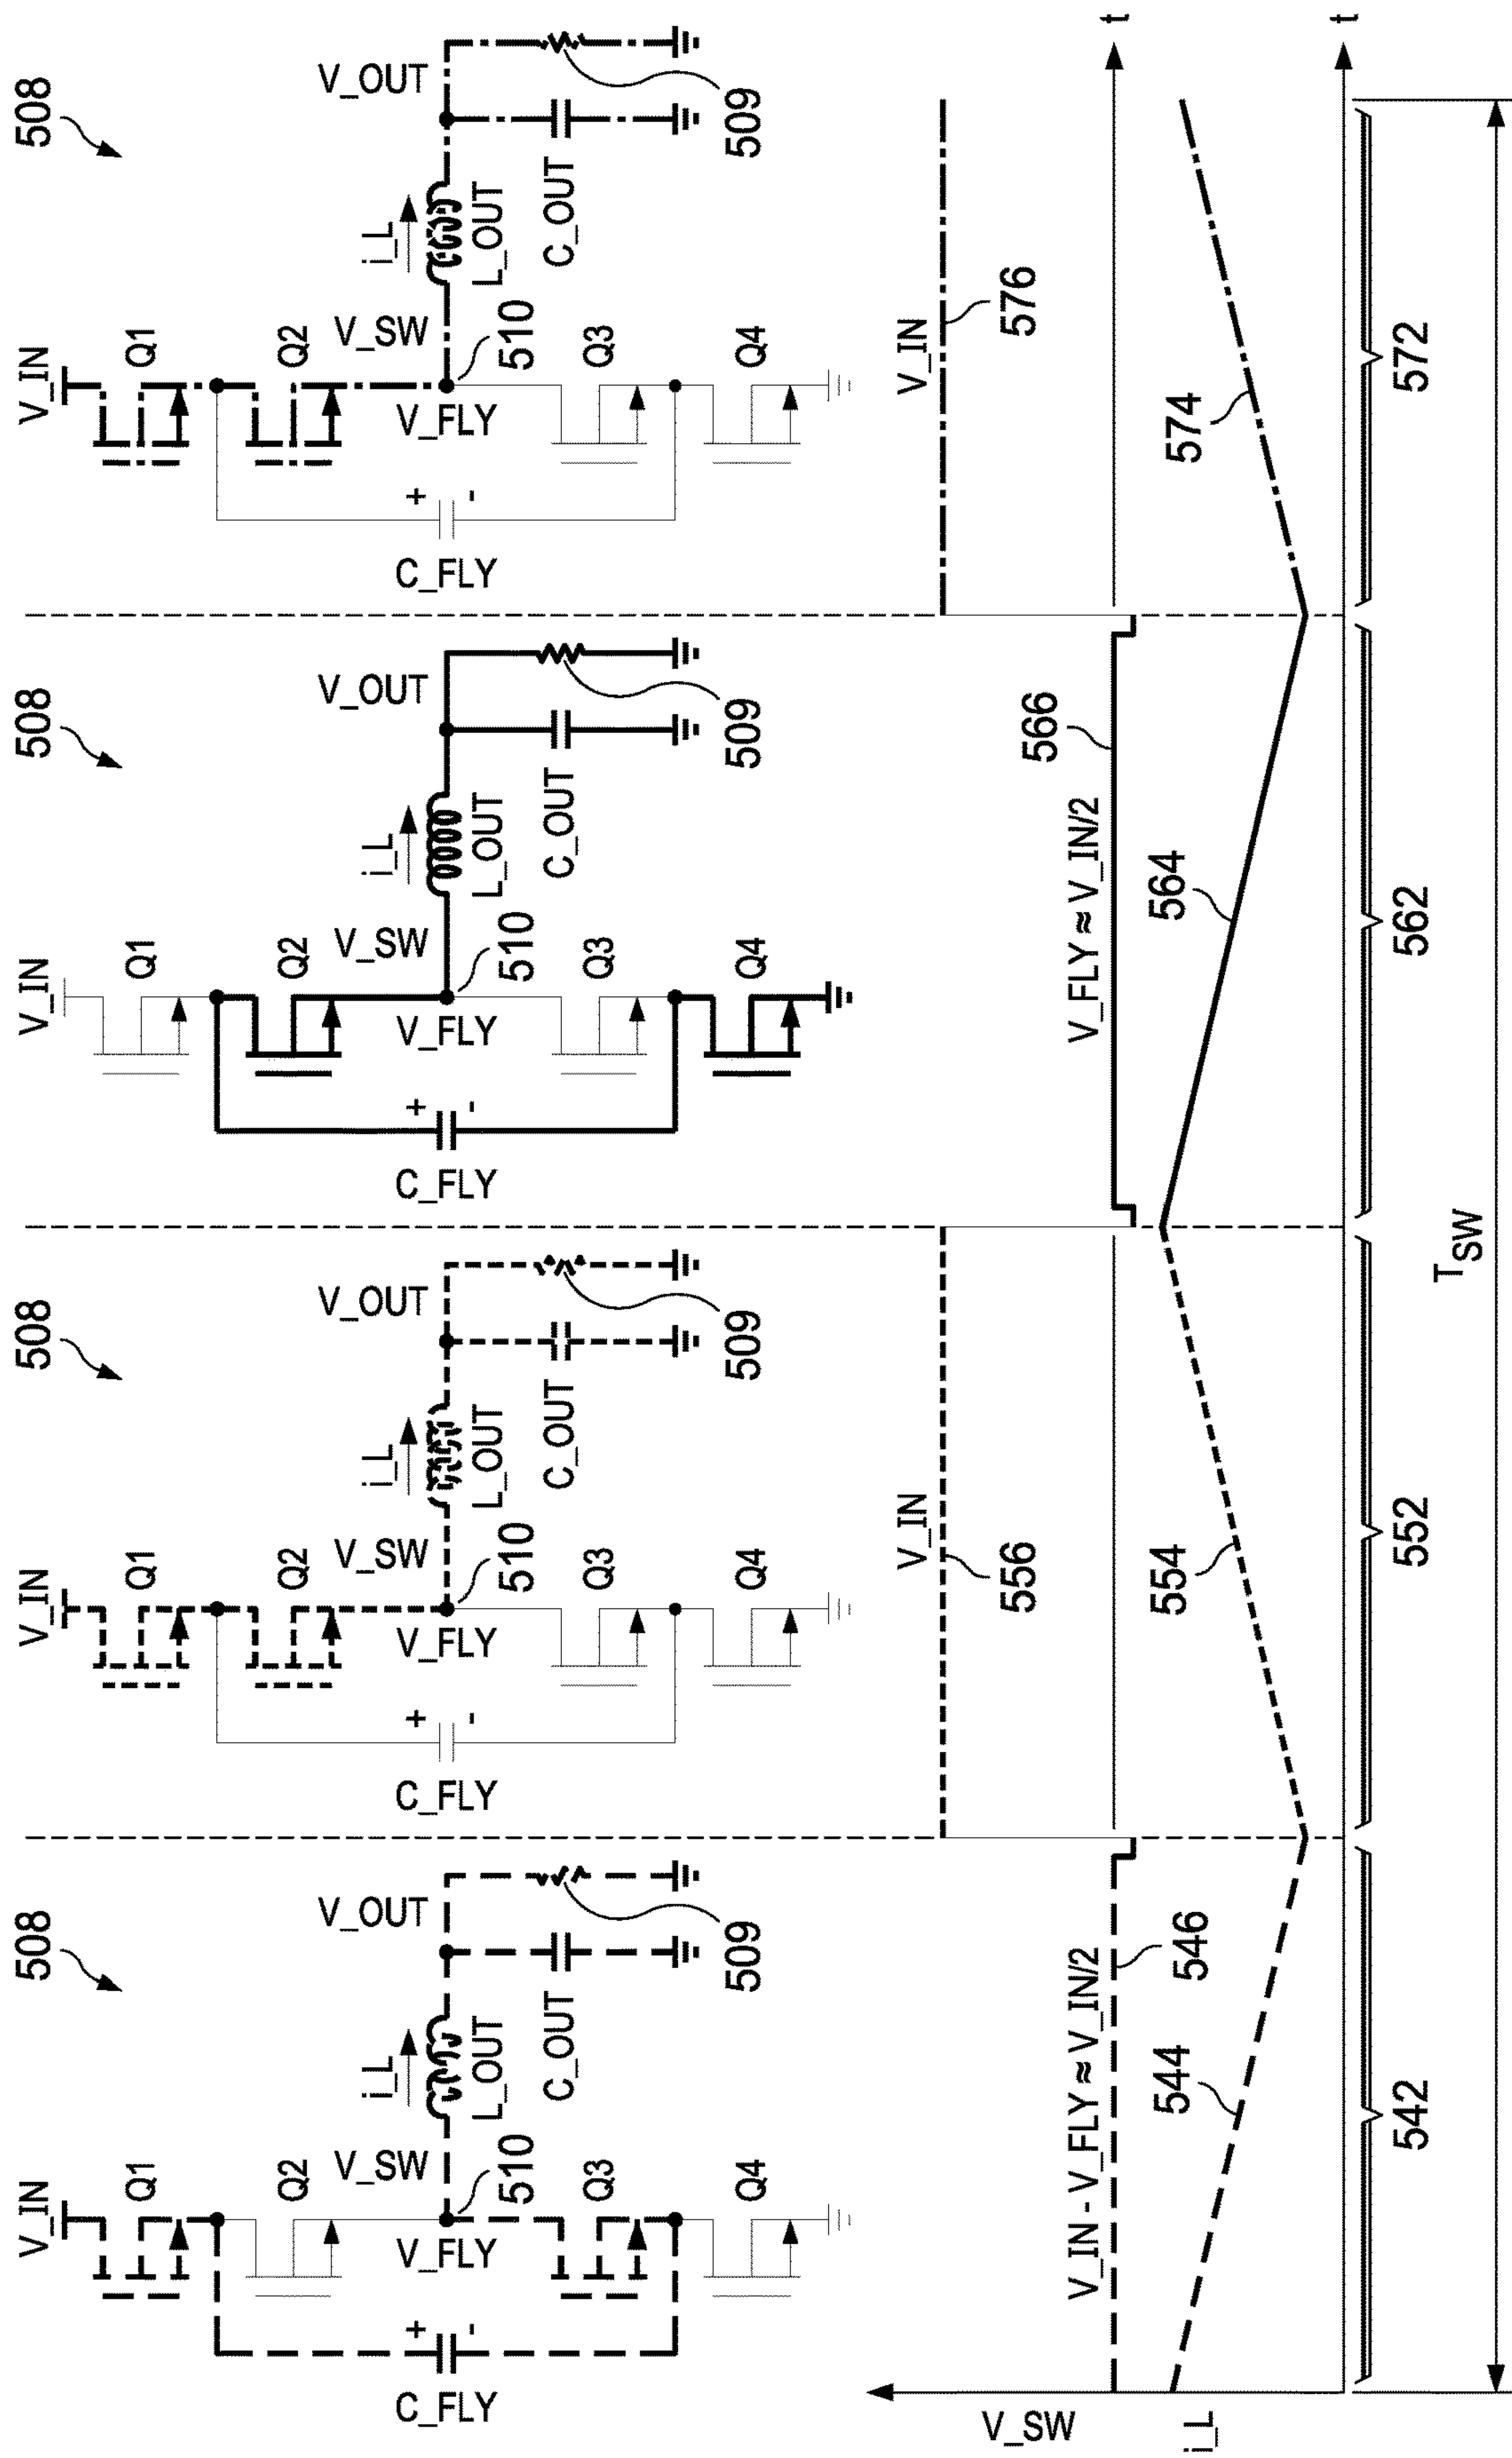 508
V_IN
Q1
Q2
V_SW
V_OUT
i_L
L_OUT
C_OUT
509
510
V_FLY
C_FLY
+
-
Q3
Q4
508
V_IN
Q1
Q2
V_SW
V_OUT
i_L
L_OUT
C_OUT
509
510
V_FLY
C_FLY
+
-
Q3
Q4
508
V_IN
Q1
Q2
V_SW
V_OUT
i_L
L_OUT
C_OUT
509
510
V_FLY
C_FLY
+
-
Q3
Q4
508
V_IN
Q1
Q2
V_SW
V_OUT
i_L
L_OUT
C_OUT
509
510
V_FLY
C_FLY
+
-
Q3
Q4
V_SW
V_IN - V_FLY ≈ V_IN/2
546
V_IN
556
V_FLY ≈ V_IN/2
566
V_IN
576
t
i_L
544
554
564
574
t
542
552
562
572
T_SW